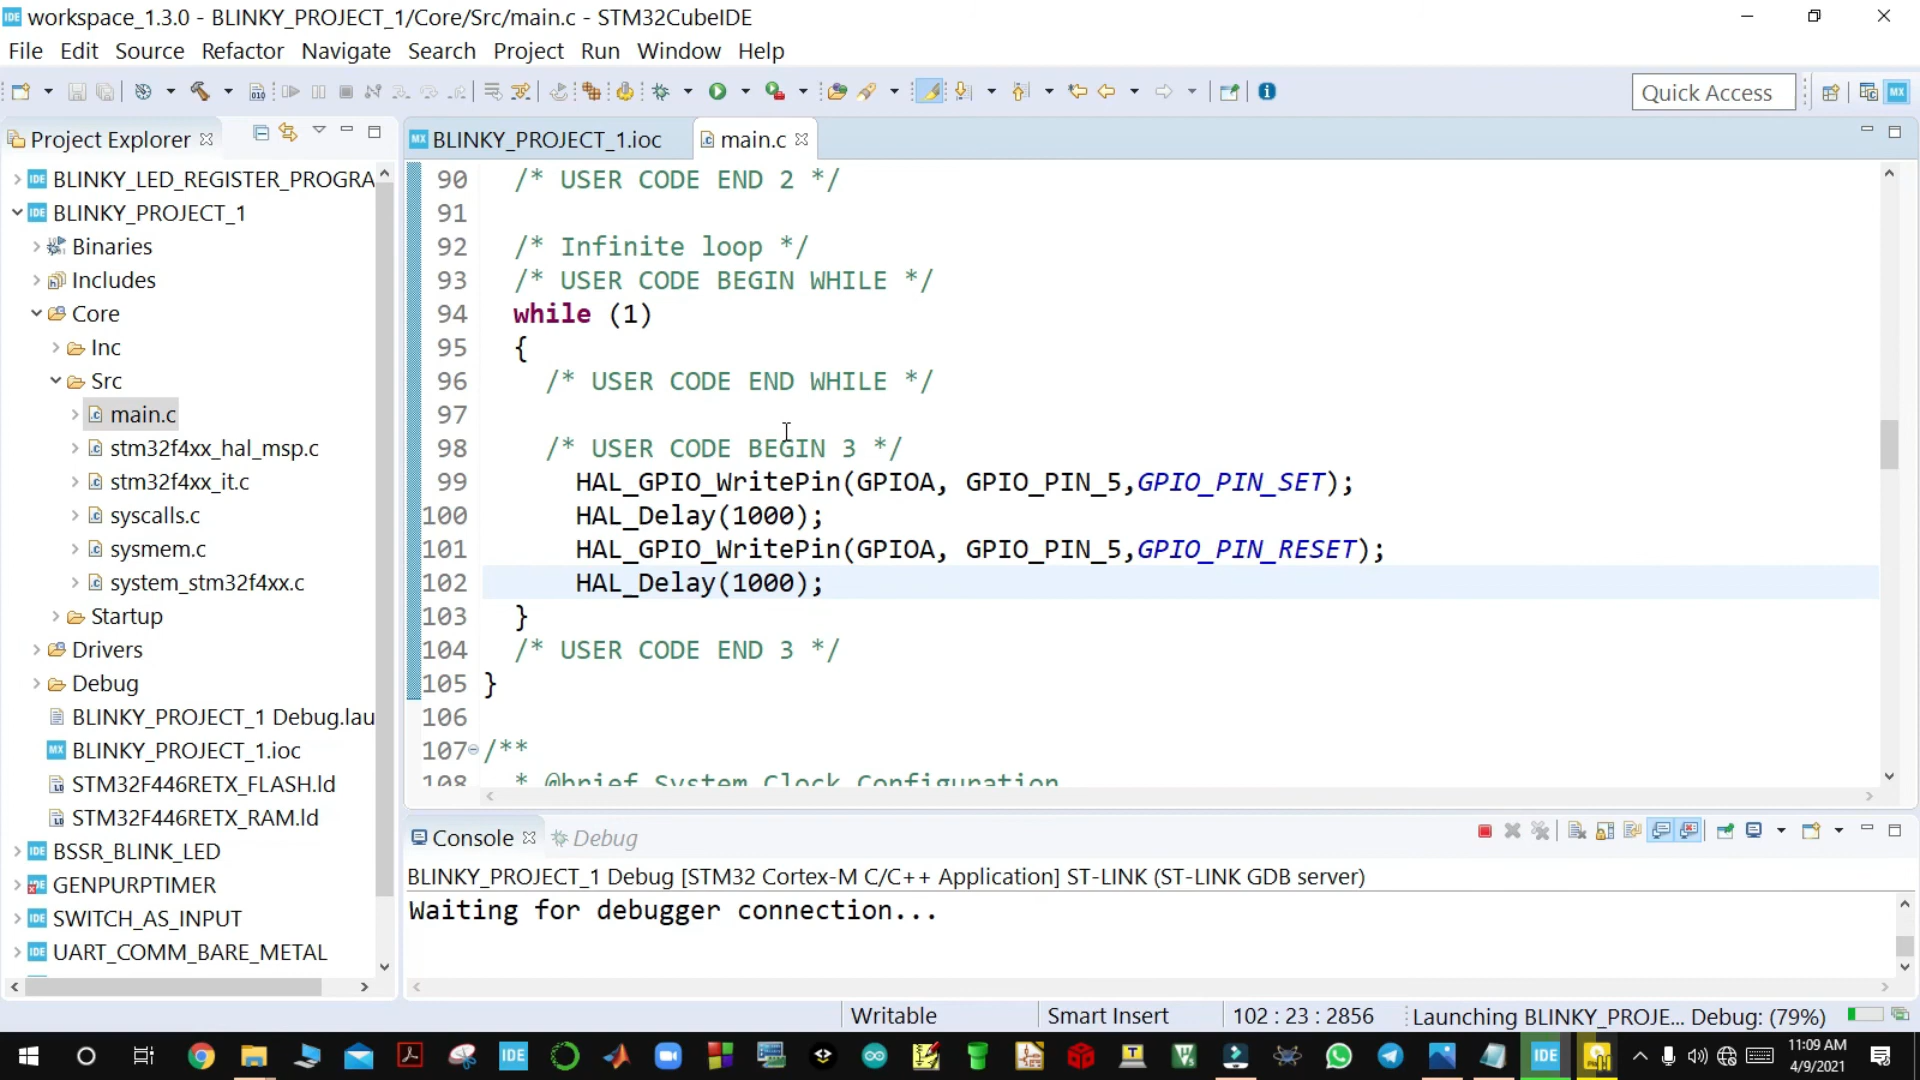 workspace_1.3.0 - BLINKY_PROJECT_1/Core/Src/main.c - STM32CubeIDE
File Edit Source Refactor Navigate Search Project Run Window Help
Quick Access
Project Explorer
BLINKY_PROJECT_1.ioc
main.c
BLINKY_LED_REGISTER_PROGRA
BLINKY_PROJECT_1
Binaries
Includes
Core
Inc
Src
main.c
stm32f4xx_hal_msp.c
stm32f4xx_it.c
syscalls.c
sysmem.c
system_stm32f4xx.c
Startup
Drivers
Debug
BLINKY_PROJECT_1 Debug.lau
BLINKY_PROJECT_1.ioc
STM32F446RETX_FLASH.ld
STM32F446RETX_RAM.ld
BSSR_BLINK_LED
GENPURPTIMER
SWITCH_AS_INPUT
UART_COMM_BARE_METAL
90 /* USER CODE END 2 */
91
92 /* Infinite loop */
93 /* USER CODE BEGIN WHILE */
94 while (1)
95 {
96 /* USER CODE END WHILE */
97
98 /* USER CODE BEGIN 3 */
99 HAL_GPIO_WritePin(GPIOA, GPIO_PIN_5,GPIO_PIN_SET);
100 HAL_Delay(1000);
101 HAL_GPIO_WritePin(GPIOA, GPIO_PIN_5,GPIO_PIN_RESET);
102 HAL_Delay(1000);
103 }
104 /* USER CODE END 3 */
105 }
106
107 /**
108 * @brief System Clock Configuration
Console Debug
BLINKY_PROJECT_1 Debug [STM32 Cortex-M C/C++ Application] ST-LINK (ST-LINK GDB server)
Waiting for debugger connection...
Writable Smart Insert 102 : 23 : 2856 Launching BLINKY_PROJE... Debug: (79%)
11:09 AM
4/9/2021